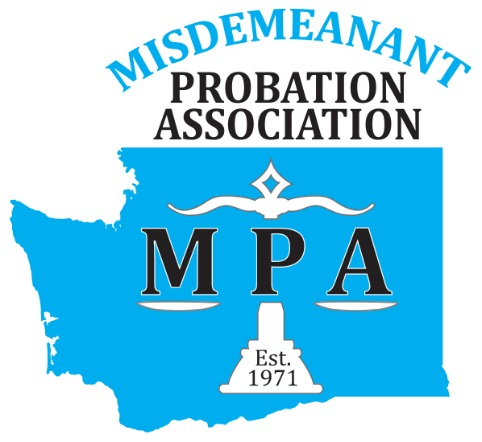 MISDEMEANANT
PROBATION
ASSOCIATION
MPA
Est.
1971